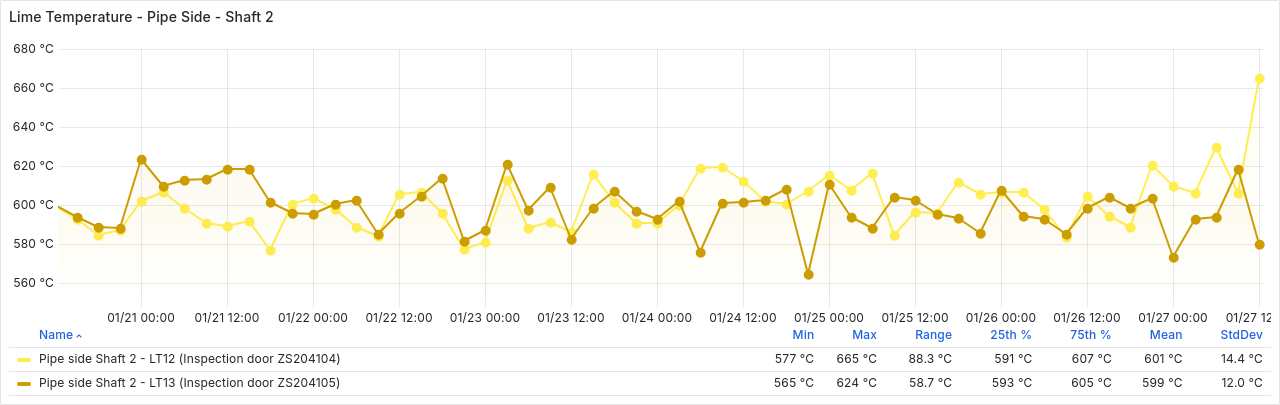 Lime Temperature - Pipe Side - Shaft 2
680 °C
660 °C
640 °C
620 °C
600 °C
580 °C
560 °C
01/21 00:00 01/21 12:00 01/22 00:00 01/22 12:00 01/23 00:00 01/23 12:00 01/24 00:00 01/24 12:00 01/25 00:00 01/25 12:00 01/26 00:00 01/26 12:00 01/27 00:00 01/27 12
Name Min Max Range 25th % 75th % Mean StdDev
Pipe side Shaft 2 - LT12 (Inspection door ZS204104) 577 °C 665 °C 88.3 °C 591 °C 607 °C 601 °C 14.4 °C
Pipe side Shaft 2 - LT13 (Inspection door ZS204105) 565 °C 624 °C 58.7 °C 593 °C 605 °C 599 °C 12.0 °C